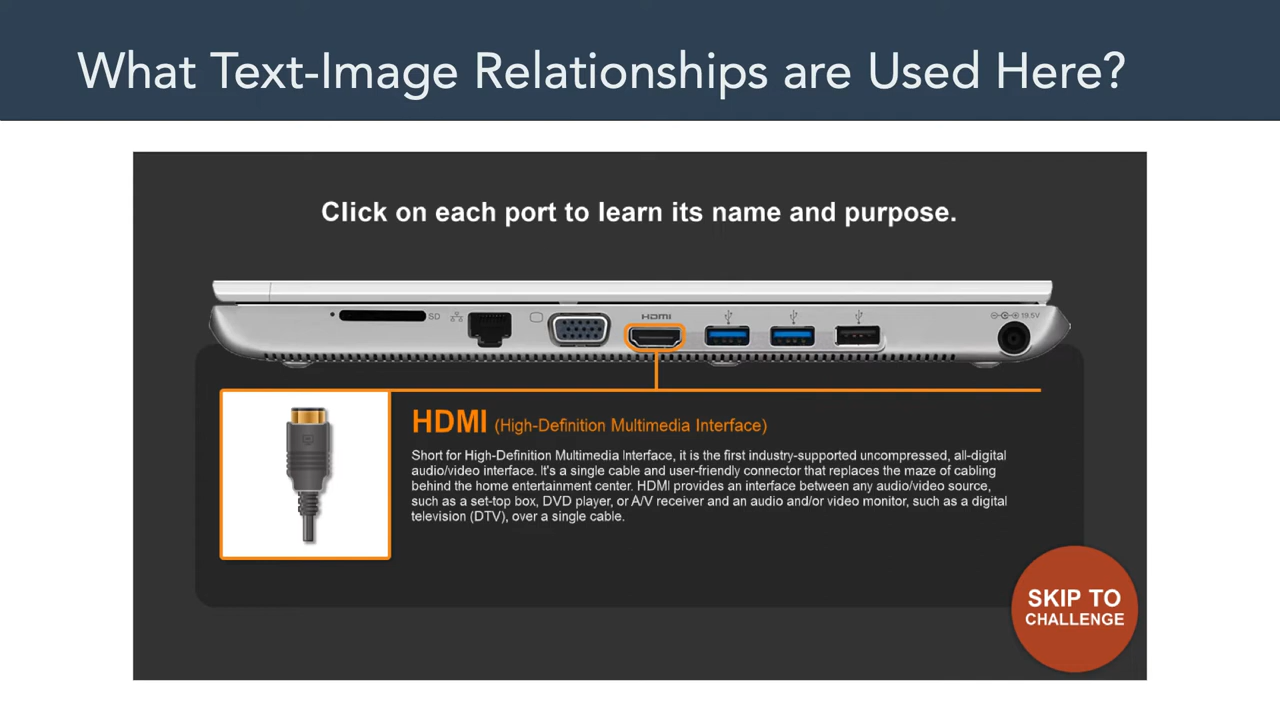 What Text-Image Relationships are Used Here?
Click on each port to learn its name and purpose.
SD
HDMI
19.5V
HDMI (High-Definition Multimedia Interface)
Short for High-Definition Multimedia Interface, it is the first industry-supported uncompressed, all-digital
audio/video interface. It's a single cable and user-friendly connector that replaces the maze of cabling
behind the home entertainment center. HDMI provides an interface between any audio/video source,
such as a set-top box, DVD player, or A/V receiver and an audio and/or video monitor, such as a digital
television (DTV), over a single cable.
SKIP TO
CHALLENGE